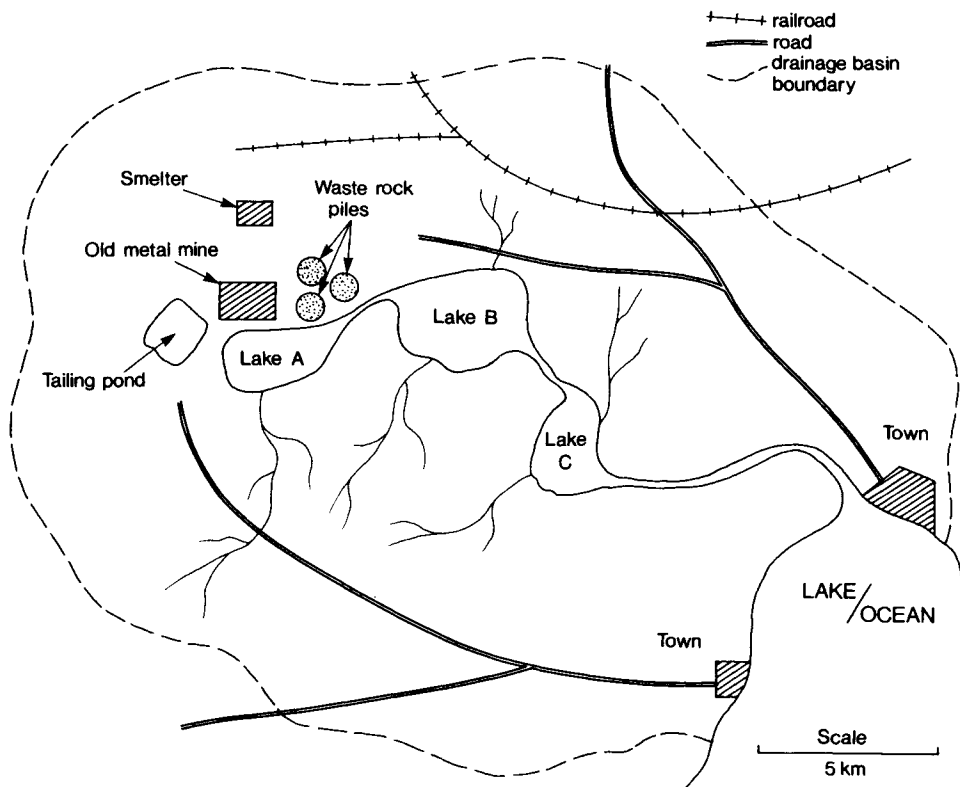 railroad
road
drainage basin
boundary
Smelter
Waste rock
piles
Old metal mine
Lake B
Lake A
Tailing pond
Town
Lake
C
LAKE/OCEAN
Town
Scale
5 km